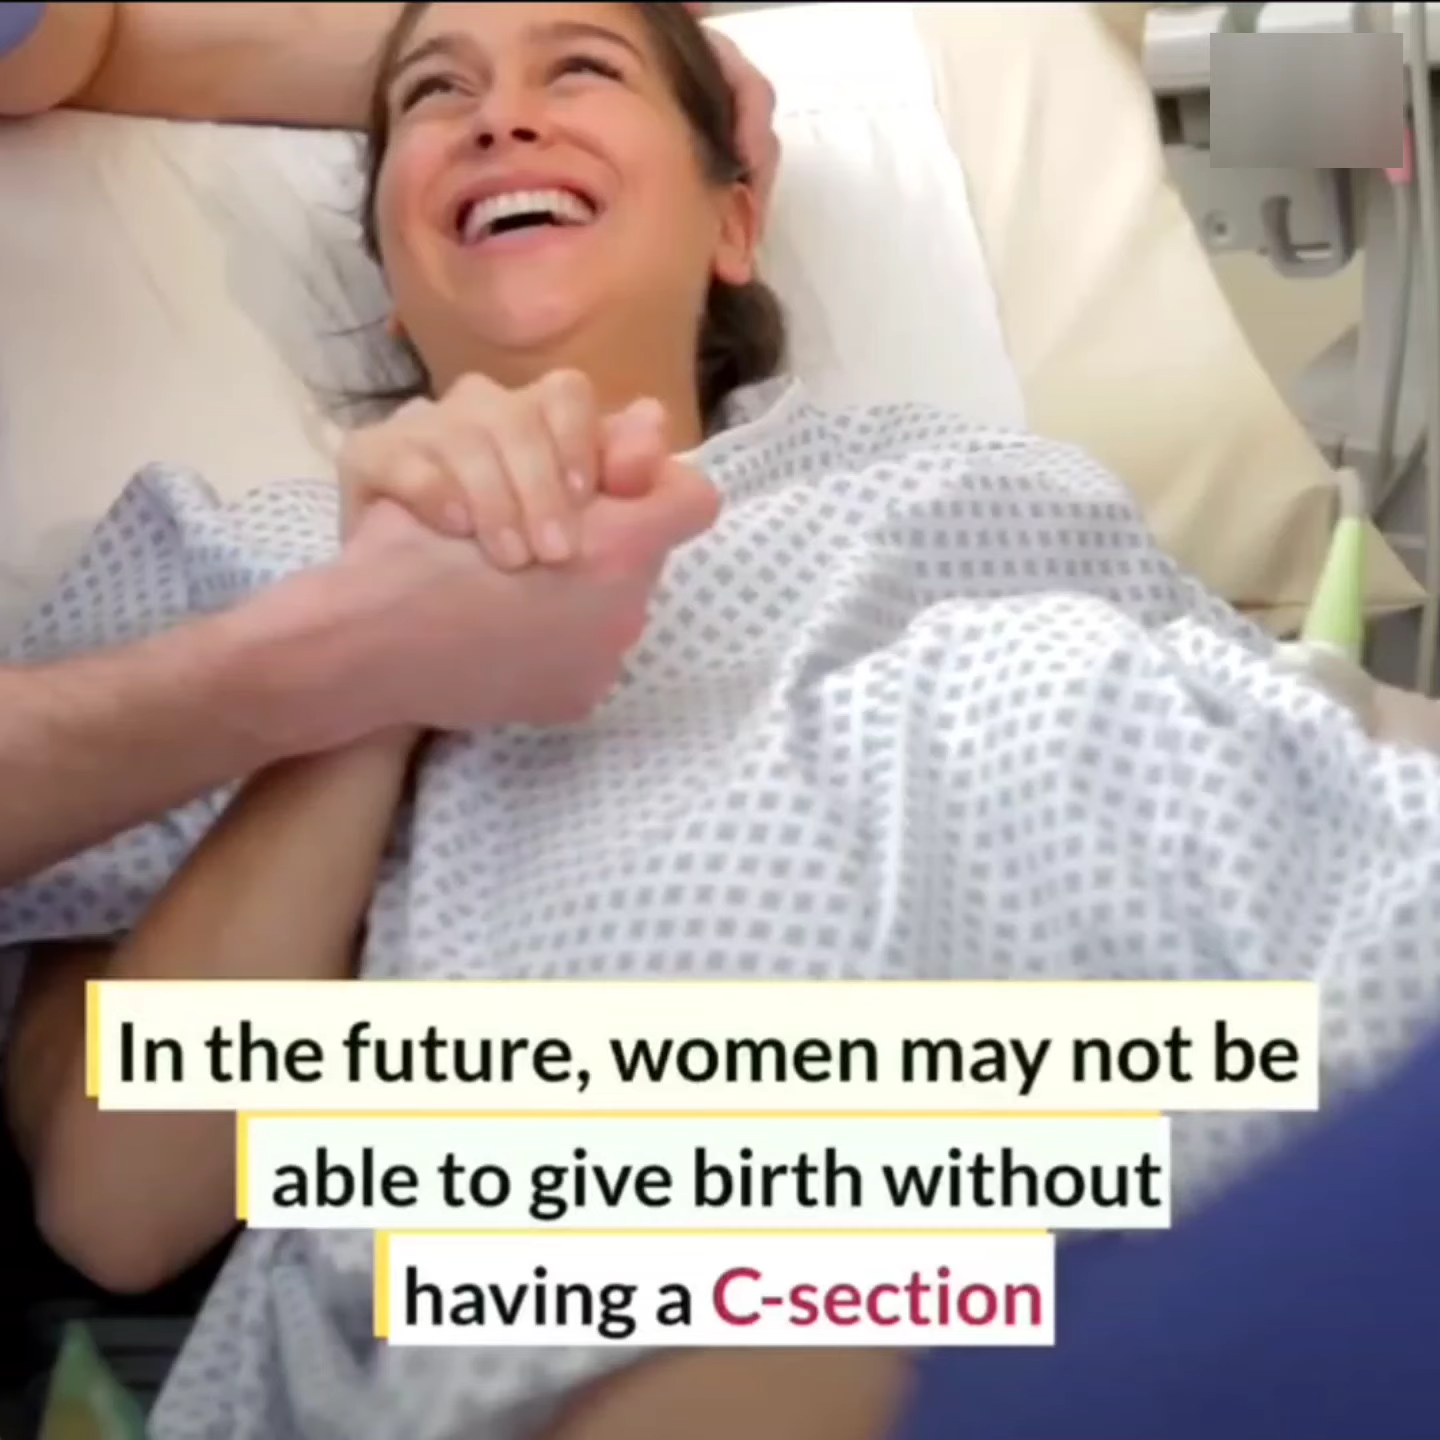 In the future, women may not be
able to give birth without
having a C-section